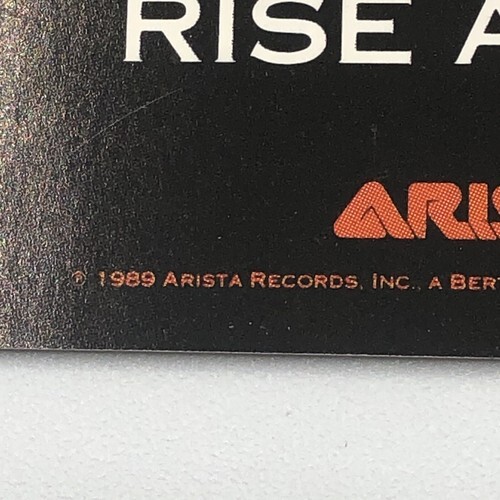 RISE A
ARIS
℗ 1989 ARISTA RECORDS, INC., A BERT